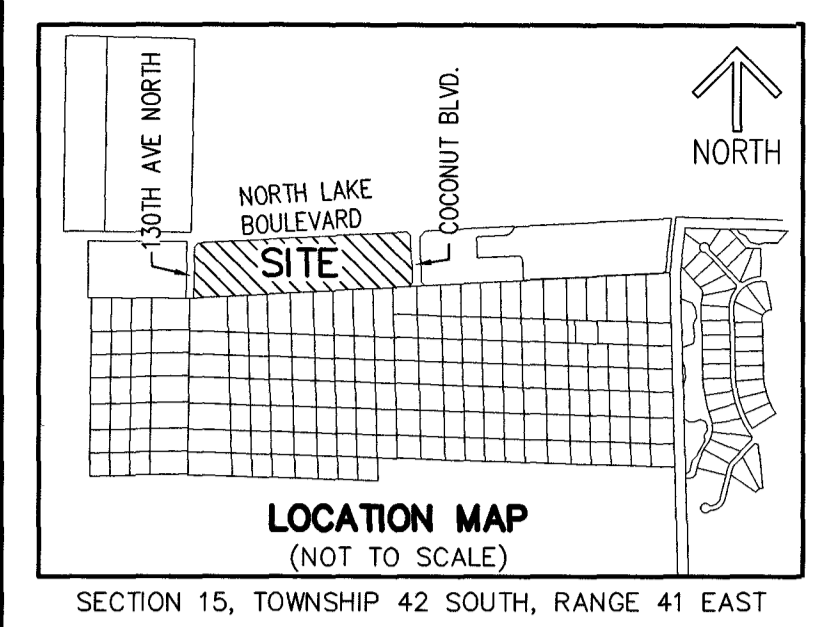 130TH AVE NORTH
COCONUT BLVD.
NORTH
NORTH LAKE
BOULEVARD
SITE
LOCATION MAP
(NOT TO SCALE)
SECTION 15, TOWNSHIP 42 SOUTH, RANGE 41 EAST